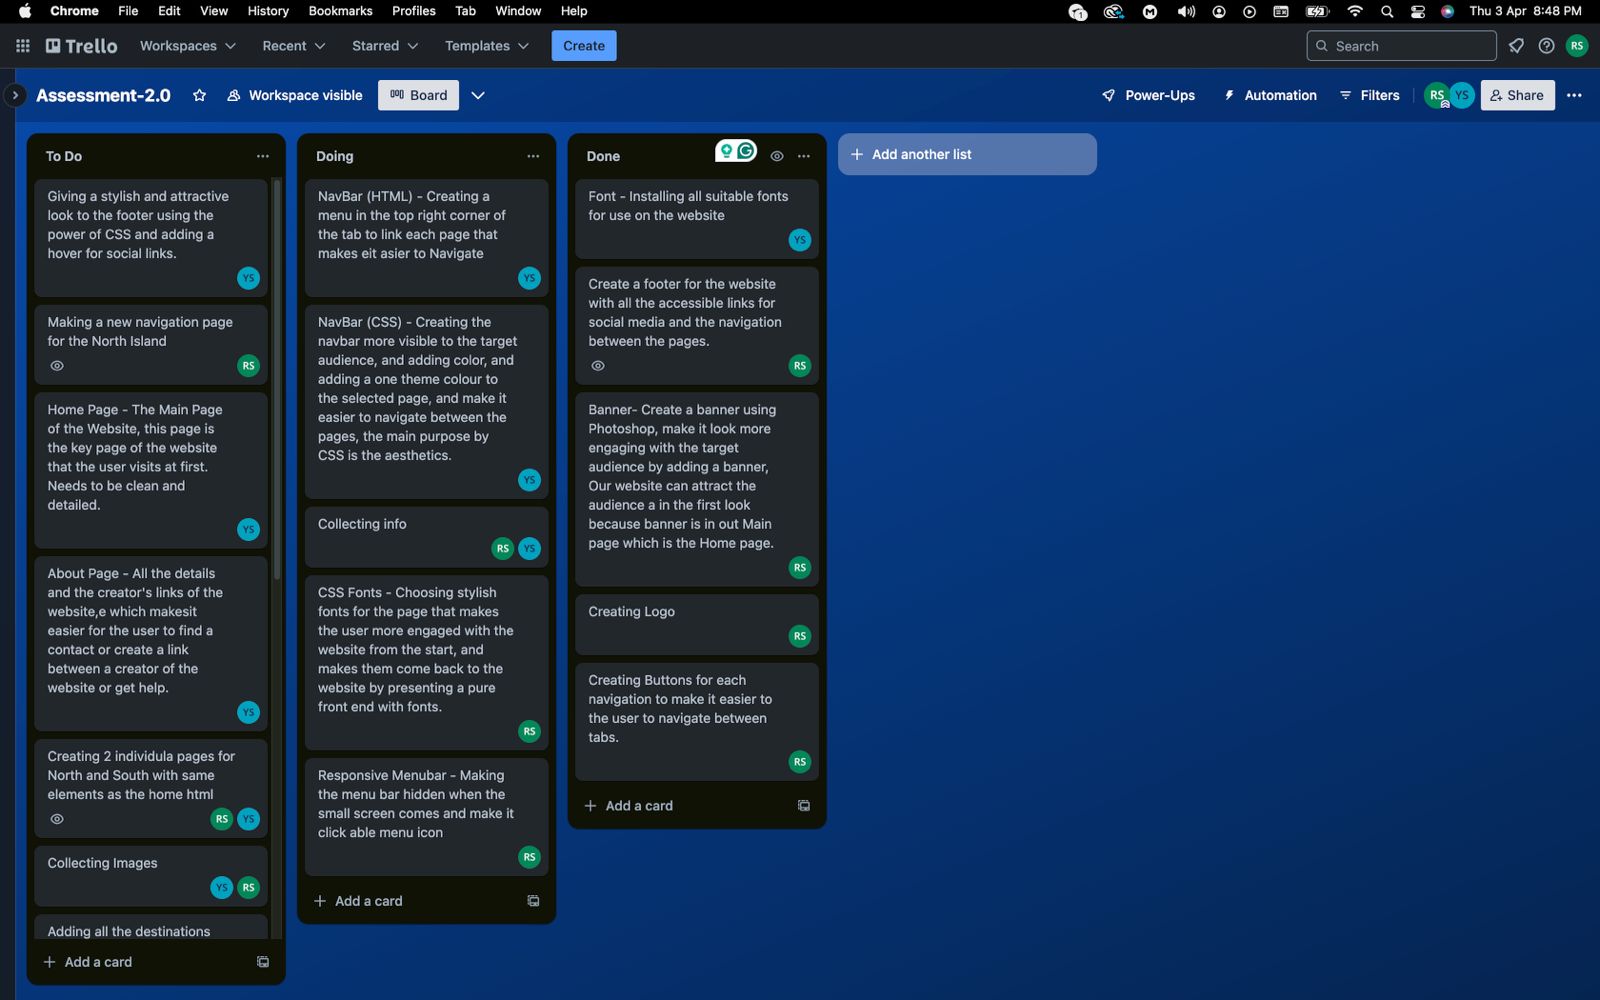 Chrome File Edit View History Bookmarks Profiles Tab Window Help 1 Thu 3 Apr 8:48 PM
Trello Workspaces Recent Starred Templates Create Search RS
Assessment-2.0 Workspace visible Board Power-Ups Automation Filters RS YS Share
To Do
Giving a stylish and attractive
look to the footer using the
power of CSS and adding a
hover for social links.
YS
Making a new navigation page
for the North Island
RS
Home Page - The Main Page
of the Website, this page is
the key page of the website
that the user visits at first.
Needs to be clean and
detailed.
YS
About Page - All the details
and the creator's links of the
website,e which makesit
easier for the user to find a
contact or create a link
between a creator of the
website or get help.
YS
Creating 2 individula pages for
North and South with same
elements as the home html
RS YS
Collecting Images
YS RS
Adding all the destinations
Add a card
Doing
NavBar (HTML) - Creating a
menu in the top right corner of
the tab to link each page that
makes eit asier to Navigate
YS
NavBar (CSS) - Creating the
navbar more visible to the target
audience, and adding color, and
adding a one theme colour to
the selected page, and make it
easier to navigate between the
pages, the main purpose by
CSS is the aesthetics.
YS
Collecting info
RS YS
CSS Fonts - Choosing stylish
fonts for the page that makes
the user more engaged with the
website from the start, and
makes them come back to the
website by presenting a pure
front end with fonts.
RS
Responsive Menubar - Making
the menu bar hidden when the
small screen comes and make it
click able menu icon
RS
Add a card
Done
Font - Installing all suitable fonts
for use on the website
YS
Create a footer for the website
with all the accessible links for
social media and the navigation
between the pages.
RS
Banner- Create a banner using
Photoshop, make it look more
engaging with the target
audience by adding a banner,
Our website can attract the
audience a in the first look
because banner is in out Main
page which is the Home page.
RS
Creating Logo
RS
Creating Buttons for each
navigation to make it easier to
the user to navigate between
tabs.
RS
Add a card
Add another list